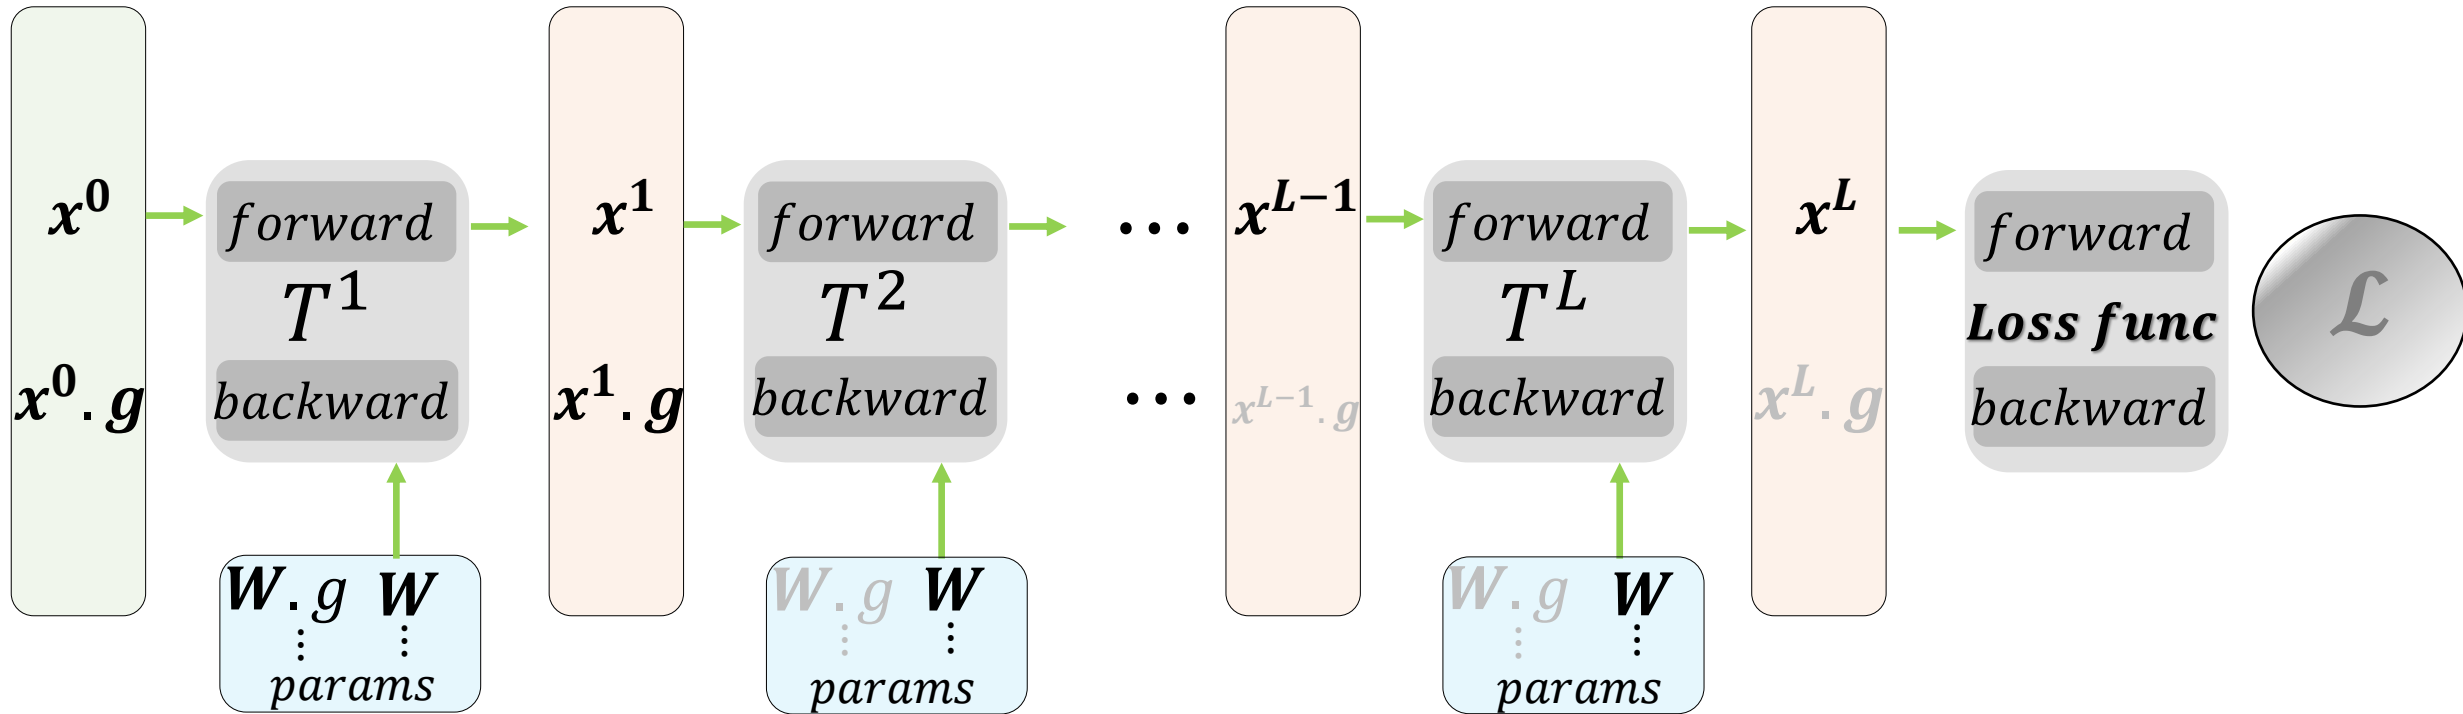 x^0
x^0.g
forward
T^1
backward
W.g W
⋮ ⋮
params
x^1
x^1.g
forward
T^2
backward
W.g W
⋮ ⋮
params
...
...
x^{L-1}
x^{L-1}.g
forward
T^L
backward
W.g W
⋮ ⋮
params
x^L
x^L.g
forward
Loss func
backward
ℒ